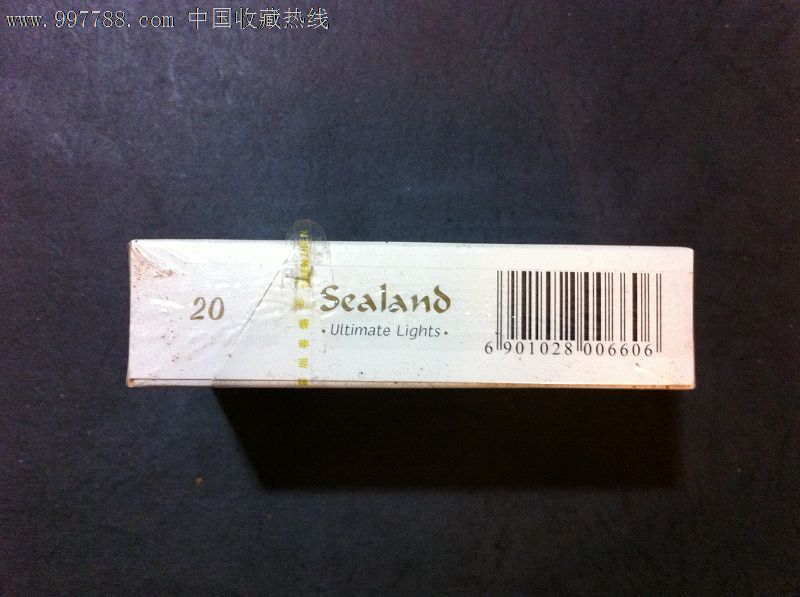 www.997788.com 中国收藏热线
20
Sealand
· Ultimate Lights ·
6 901028 006606